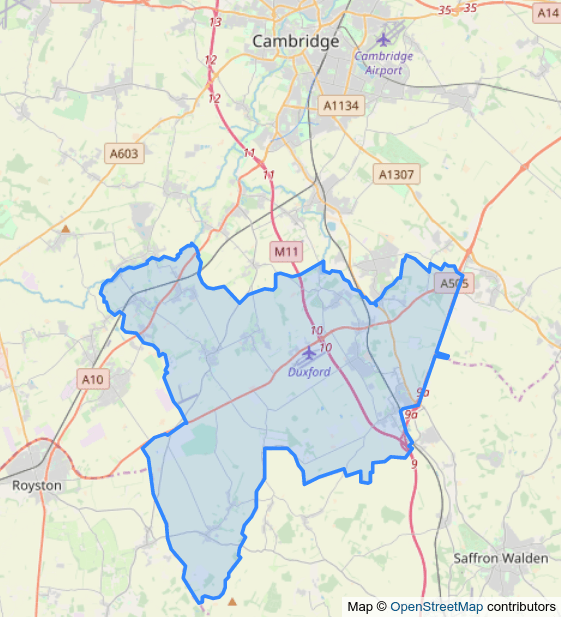 35
35
A14
13
Cambridge
Cambridge
Airport
12
12
A1134
A603
11
11
A1307
M11
A505
10
10
Duxford
A10
9a
9a
9
Royston
Saffron Walden
Map © OpenStreetMap contributors